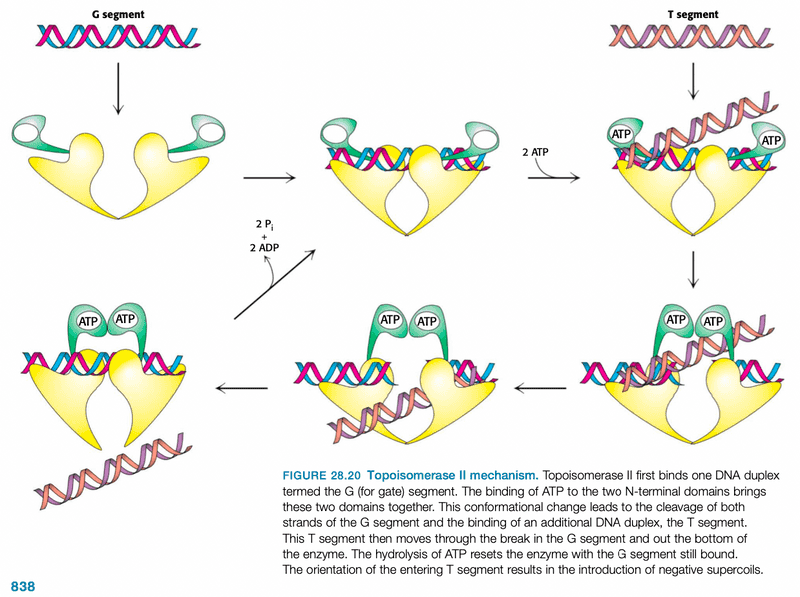 G segment
T segment
ATP
ATP
2 ATP
2 Pi
+
2 ADP
ATP ATP
ATP ATP
ATP ATP
FIGURE 28.20 Topoisomerase II mechanism. Topoisomerase II first binds one DNA duplex
termed the G (for gate) segment. The binding of ATP to the two N-terminal domains brings
these two domains together. This conformational change leads to the cleavage of both
strands of the G segment and the binding of an additional DNA duplex, the T segment.
This T segment then moves through the break in the G segment and out the bottom of
the enzyme. The hydrolysis of ATP resets the enzyme with the G segment still bound.
The orientation of the entering T segment results in the introduction of negative supercoils.
838